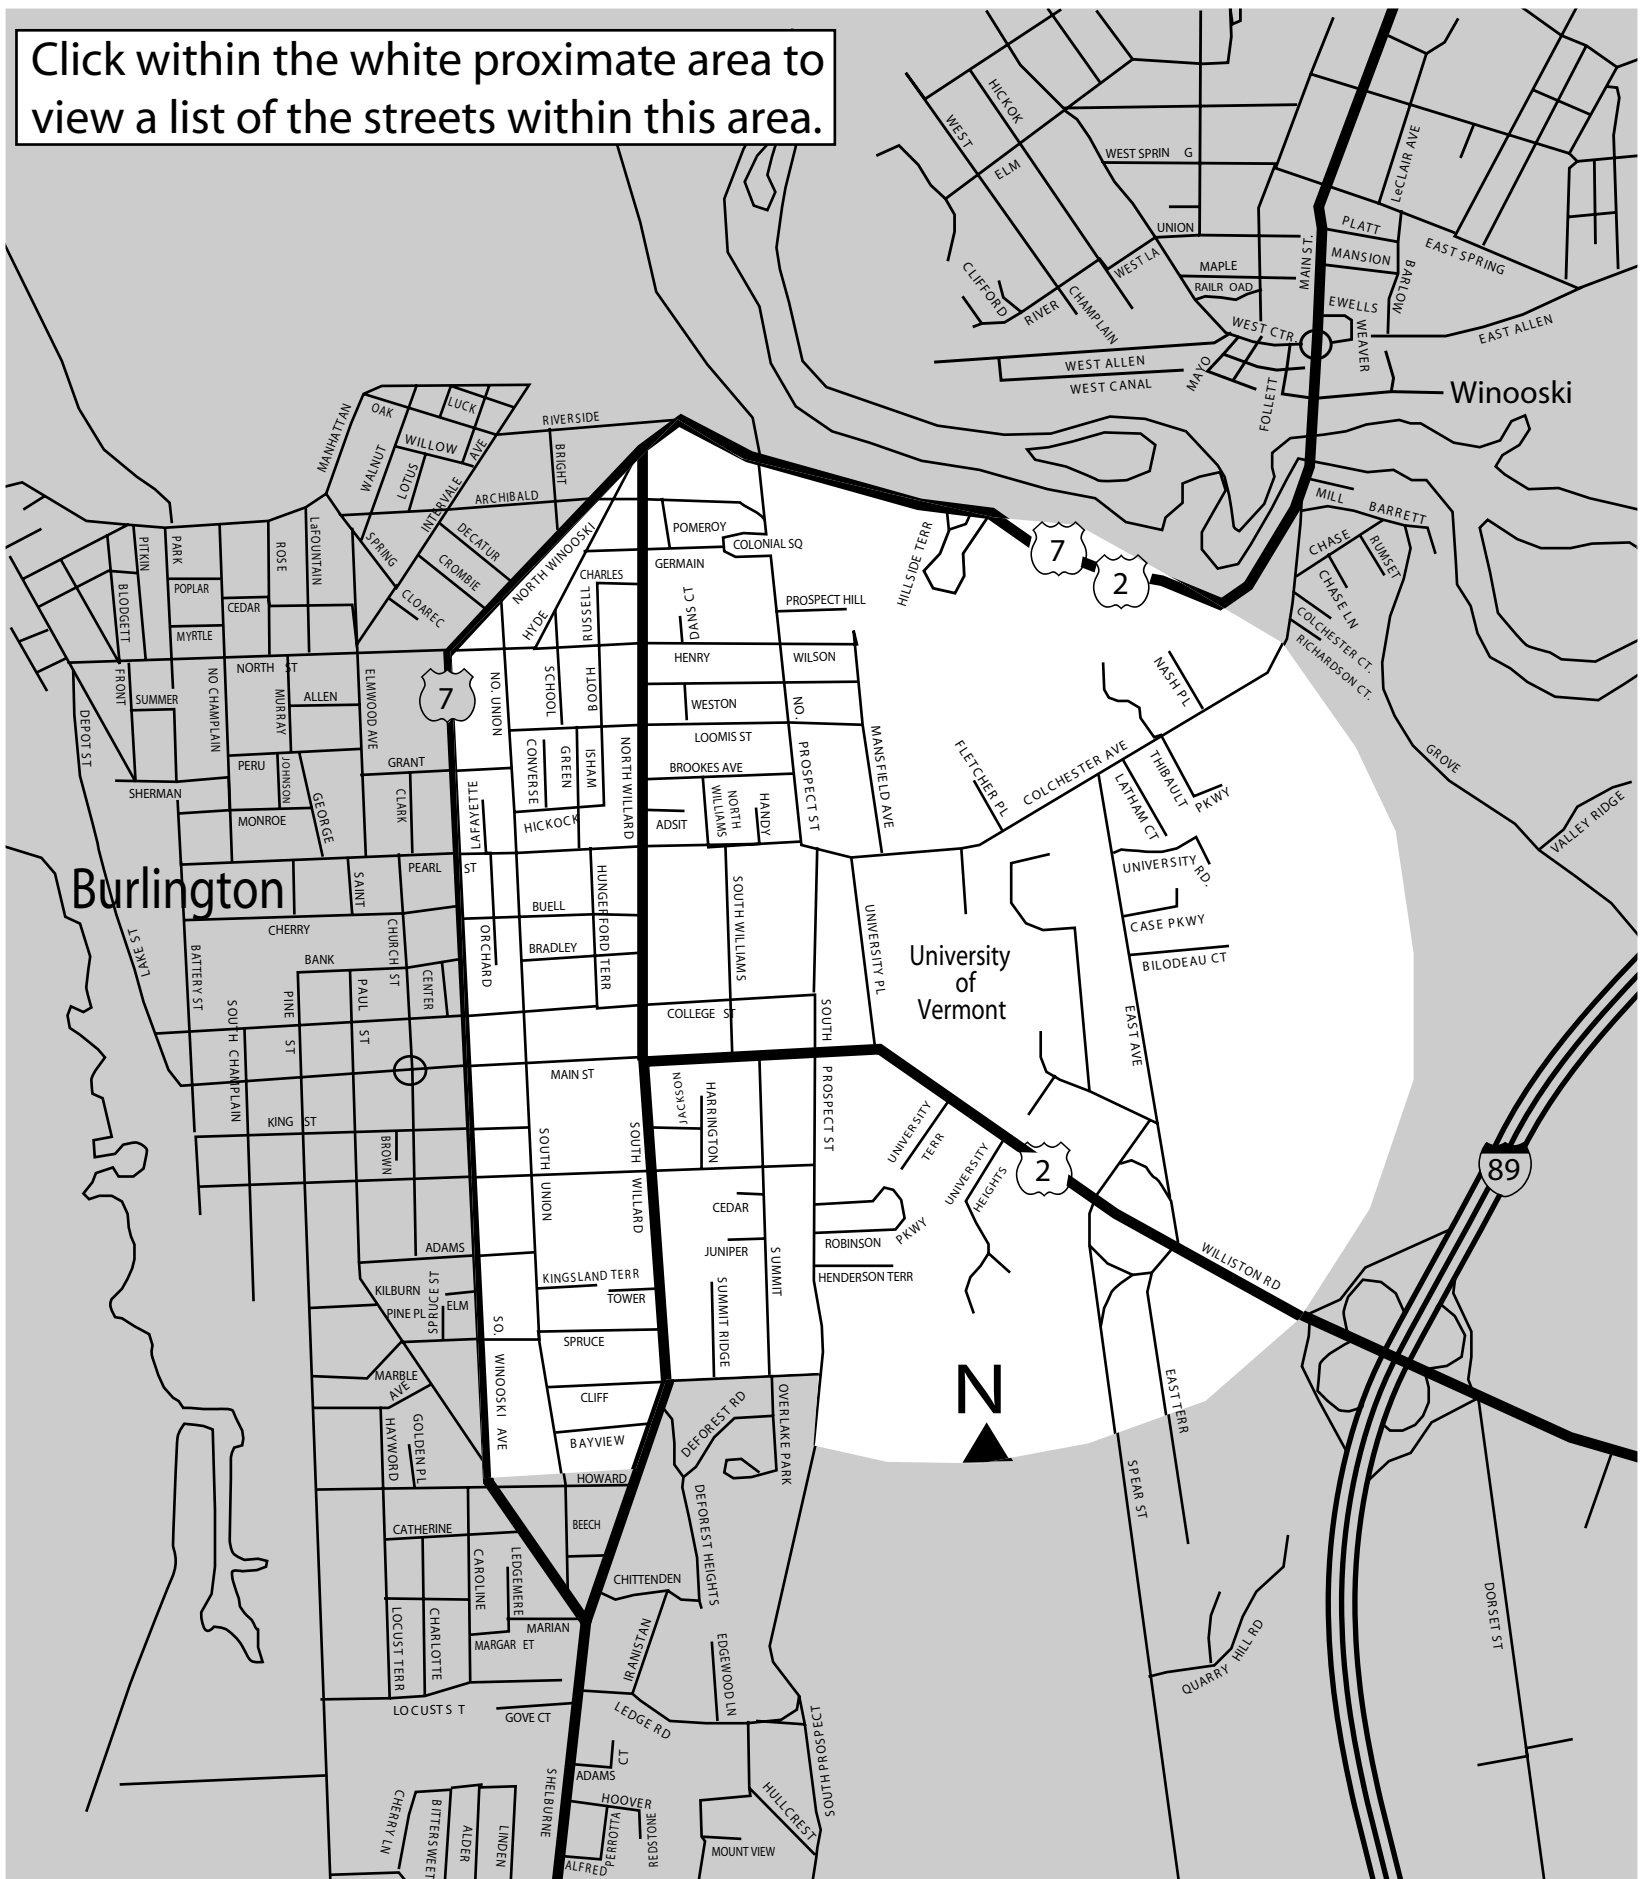 Click within the white proximate area to
view a list of the streets within this area.
HICKOK
WEST
ELM
WEST SPRIN G
LeCLAIR AVE
UNION
PLATT
EAST SPRING
MAIN ST.
MANSION
WEST LA
MAPLE
BARLOW
CLIFFORD
RAILR OAD
CHAMPLAIN
RIVER
EWELLS
WEST CTR.
WEAVER
EAST ALLEN
WEST ALLEN
MAYO
WEST CANAL
FOLLETT
Winooski
LUCK
OAK
MANHATTAN
RIVERSIDE
WILLOW
AVE
WALNUT
LOTUS
BRIGHT
INTERVALE
ARCHIBALD
MILL
BARRETT
PITKIN
PARK
ROSE
LaFOUNTAIN
SPRING
DECATUR
CROMBIE
CLOAREC
NORTH WINOOSKI
POMEROY
COLONIAL SQ
GERMAIN
HILLSIDE TERR
7
2
CHASE
RUMSET
CHASE LN
COLCHESTER CT.
RICHARDSON CT.
BLODGETT
POPLAR
CEDAR
MYRTLE
HYDE
CHARLES
RUSSELL
DANS CT
PROSPECT HILL
HENRY
WILSON
NASH PL
NORTH ST
FRONT
SUMMER
NO CHAMPLAIN
MURRAY
ALLEN
ELMWOOD AVE
7
NO. UNION
SCHOOL
BOOTH
WESTON
NO.
PROSPECT ST
LOOMIS ST
MANSFIELD AVE
DEPOT ST
PERU
JOHNSON
GRANT
CONVERSE
GREEN
ISHAM
NORTH WILLARD
BROOKES AVE
FLETCHER PL
COLCHESTER AVE
THIBAULT
PKWY
LATHAM CT
GROVE
VALLEY RIDGE
SHERMAN
MONROE
GEORGE
CLARK
LAFAYETTE
HICKOCK
ADSIT
NORTH
WILLIAMS
HANDY
Burlington
SAINT
PEARL
ST
HUNGERFORD TERR
SOUTH WILLIAMS
UNIVERSITY
RD.
BUELL
UNIVERSITY PL
CASE PKWY
CHERRY
CHURCH ST
LAKE ST
BATTERY ST
BANK
ORCHARD
BRADLEY
BILODEAU CT
University
of
Vermont
PINE
ST
PAUL
ST
CENTER
SOUTH CHAMPLAIN
COLLEGE ST
SOUTH
PROSPECT ST
EAST AVE
MAIN ST
JACKSON
HARRINGTON
KING ST
BROWN
SOUTH
UNION
SOUTH
WILLARD
UNIVERSITY
TERR
UNIVERSITY
HEIGHTS
2
89
CEDAR
ROBINSON
PKWY
ADAMS
JUNIPER
SUMMIT
WILLISTON RD
KILBURN
SPRUCE ST
ELM
PINE PL
KINGSLAND TERR
TOWER
HENDERSON TERR
SUMMIT RIDGE
SO.
WINOOSKI AVE
SPRUCE
MARBLE
AVE
CLIFF
N
EAST TERR
OVERLAKE PARK
DEFOREST RD
HAYWORD
GOLDEN PL
BAYVIEW
HOWARD
SPEAR ST
DEFOREST HEIGHTS
CATHERINE
BEECH
CAROLINE
LEDGEMERE
CHITTENDEN
LOCUST TERR
CHARLOTTE
MARIAN
MARGAR ET
IRANISTAN
EDGEWOOD LN
QUARRY
HILL RD
DORSET ST
LOCUSTS T
GOVE CT
LEDGE RD
SOUTH PROSPECT
ADAMS
CT
SHELBURNE
HOOVER
HULLCREST
CHERRY LN
BITTERSWEET
ALDER
LINDEN
PERROTTA
REDSTONE
ALFRED
MOUNT VIEW